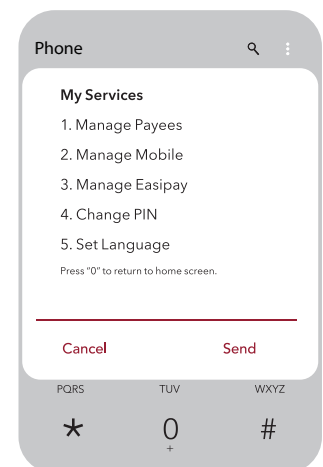 Phone
My Services
1. Manage Payees
2. Manage Mobile
3. Manage Easipay
4. Change PIN
5. Set Language
Press "0" to return to home screen.
Cancel Send
PQRS TUV WXYZ
* 0 #
+